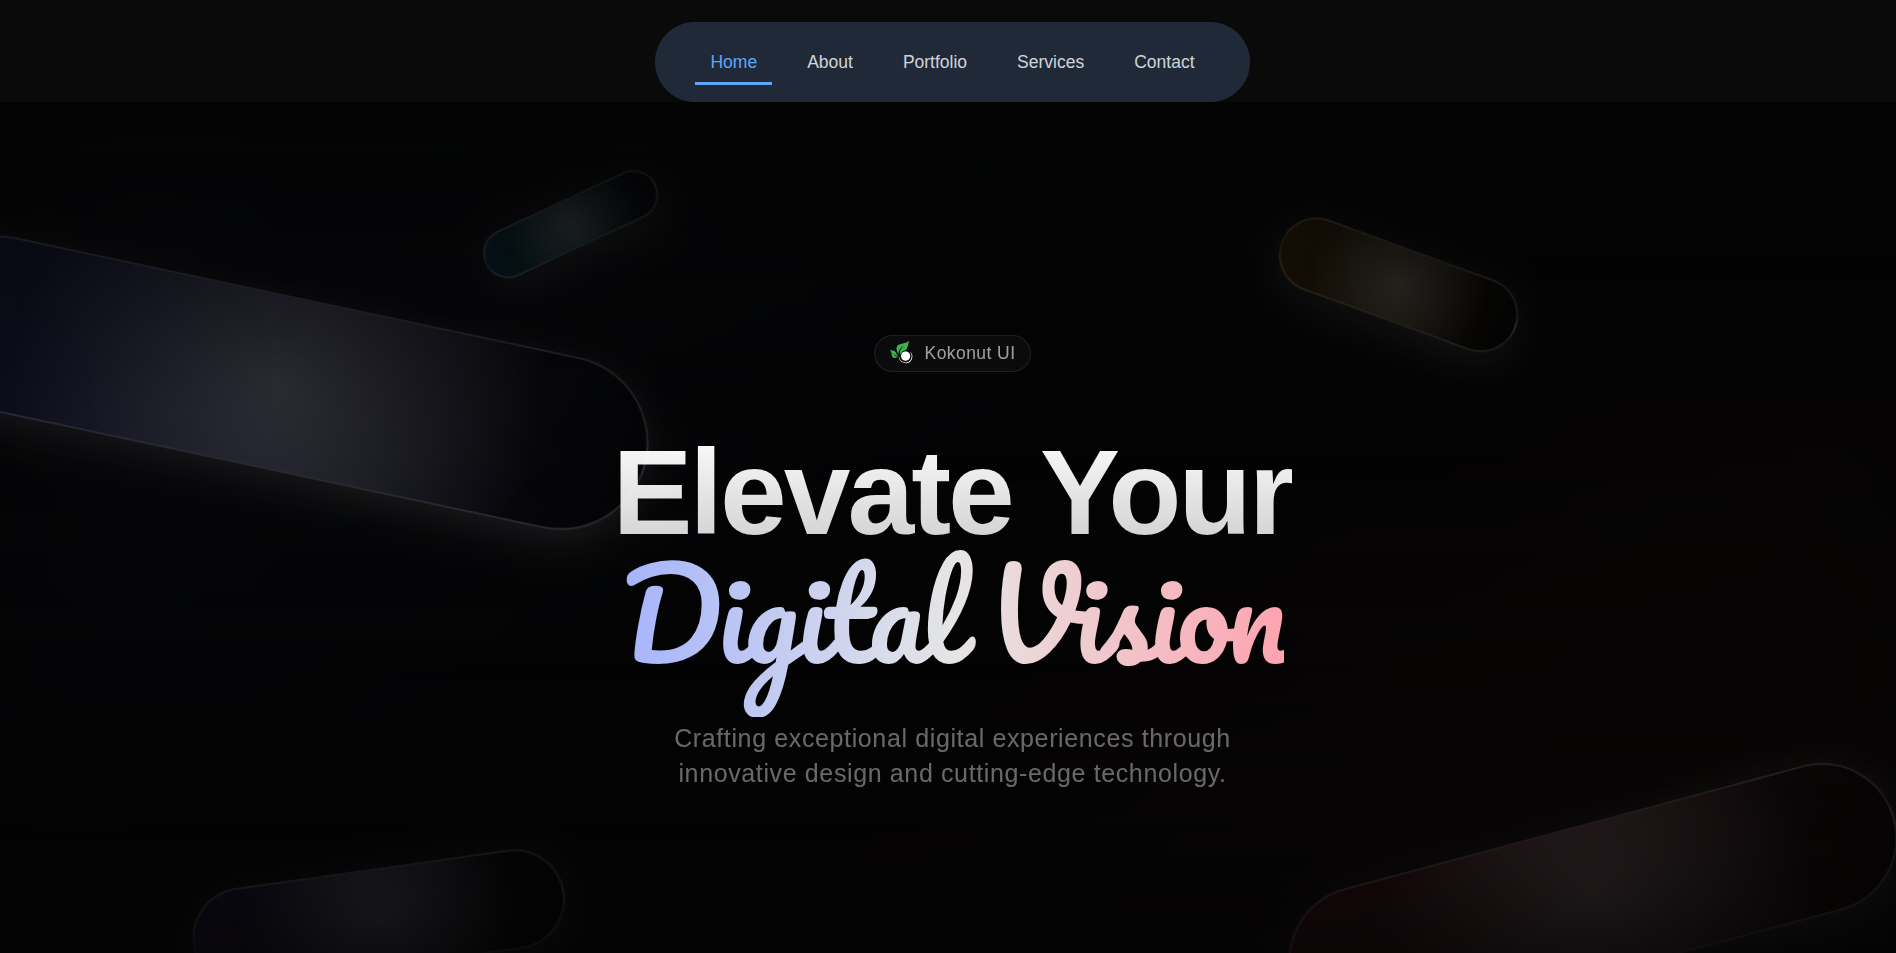 Home About Portfolio Services Contact
Kokonut UI
Elevate Your
Digital Vision
Crafting exceptional digital experiences through
innovative design and cutting-edge technology.